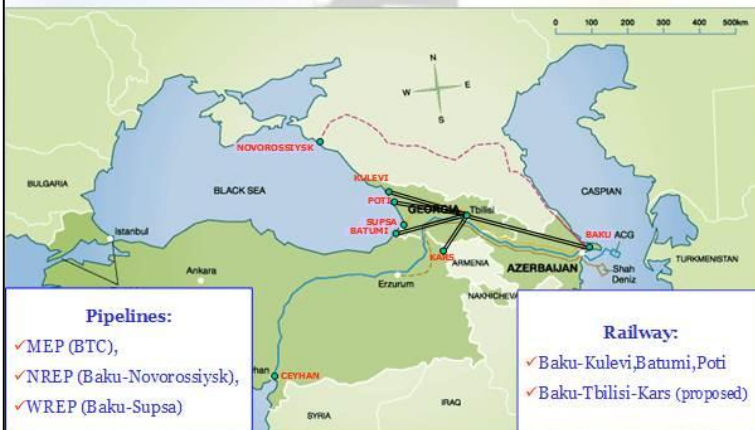 0 100 200 300 400 500km
N
W E
S
NOVOROSSIYSK
BULGARIA
BLACK SEA
KULEVI
CASPIAN
POTI
GEORGIA
Tbilisi
SUPSA
BATUMI
Istanbul
BAKU ACG
KARS
ARMENIA
AZERBAIJAN
TURKMENISTAN
Ankara
Erzurum
Shah
Deniz
NAKHICHEVA
Pipelines:
✓MEP (BTC),
✓NREP (Baku-Novorossiysk),
✓WREP (Baku-Supsa)
han
CEYHAN
SYRIA
IRAQ
Railway:
✓Baku-Kulevi,Batumi,Poti
✓Baku-Tbilisi-Kars (proposed)